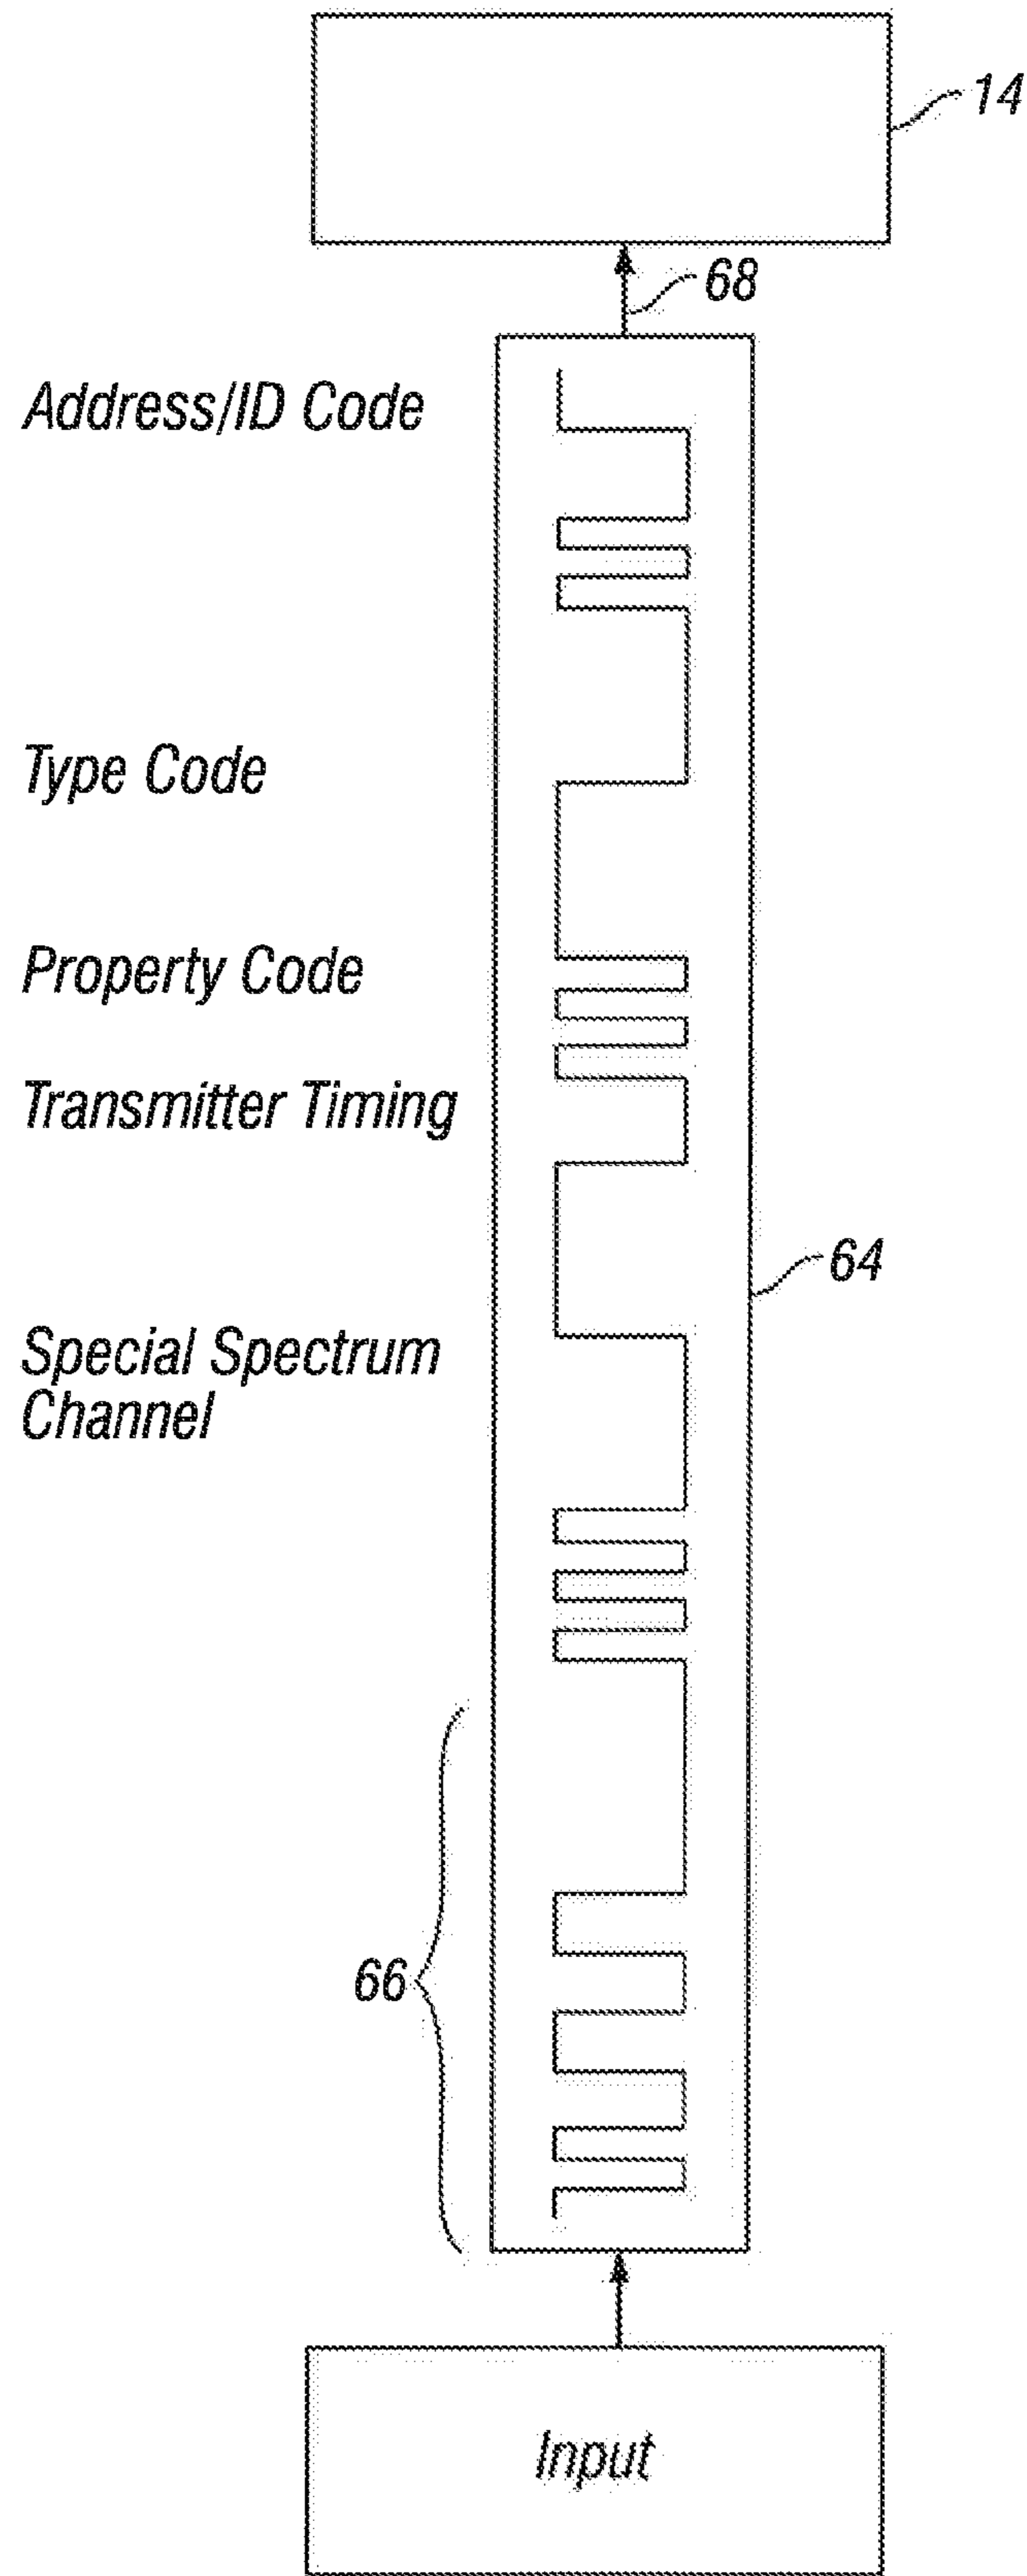 14
68
Address/ID Code
Type Code
Property Code
Transmitter Timing
64
Special Spectrum
Channel
66
Input